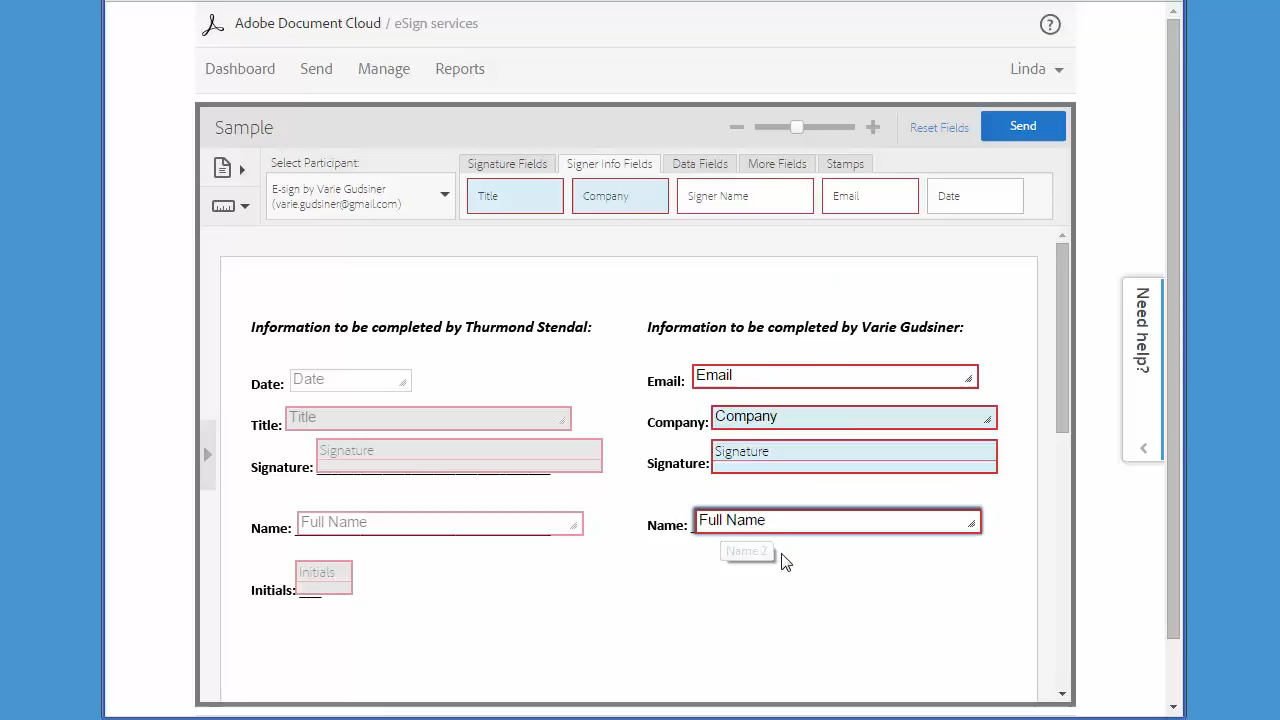 Adobe Document Cloud / eSign services
?
Dashboard Send Manage Reports Linda
Sample
Reset Fields Send
Select Participant:
E-sign by Varie Gudsiner
(varie.gudsiner@gmail.com)
Signature Fields Signer Info Fields Data Fields More Fields Stamps
Title Company Signer Name Email Date
Information to be completed by Thurmond Stendal:
Date: Date
Title: Title
Signature: Signature
Name: Full Name
Initials: Initials
Information to be completed by Varie Gudsiner:
Email: Email
Company: Company
Signature: Signature
Name: Full Name
Name 2
Need help?